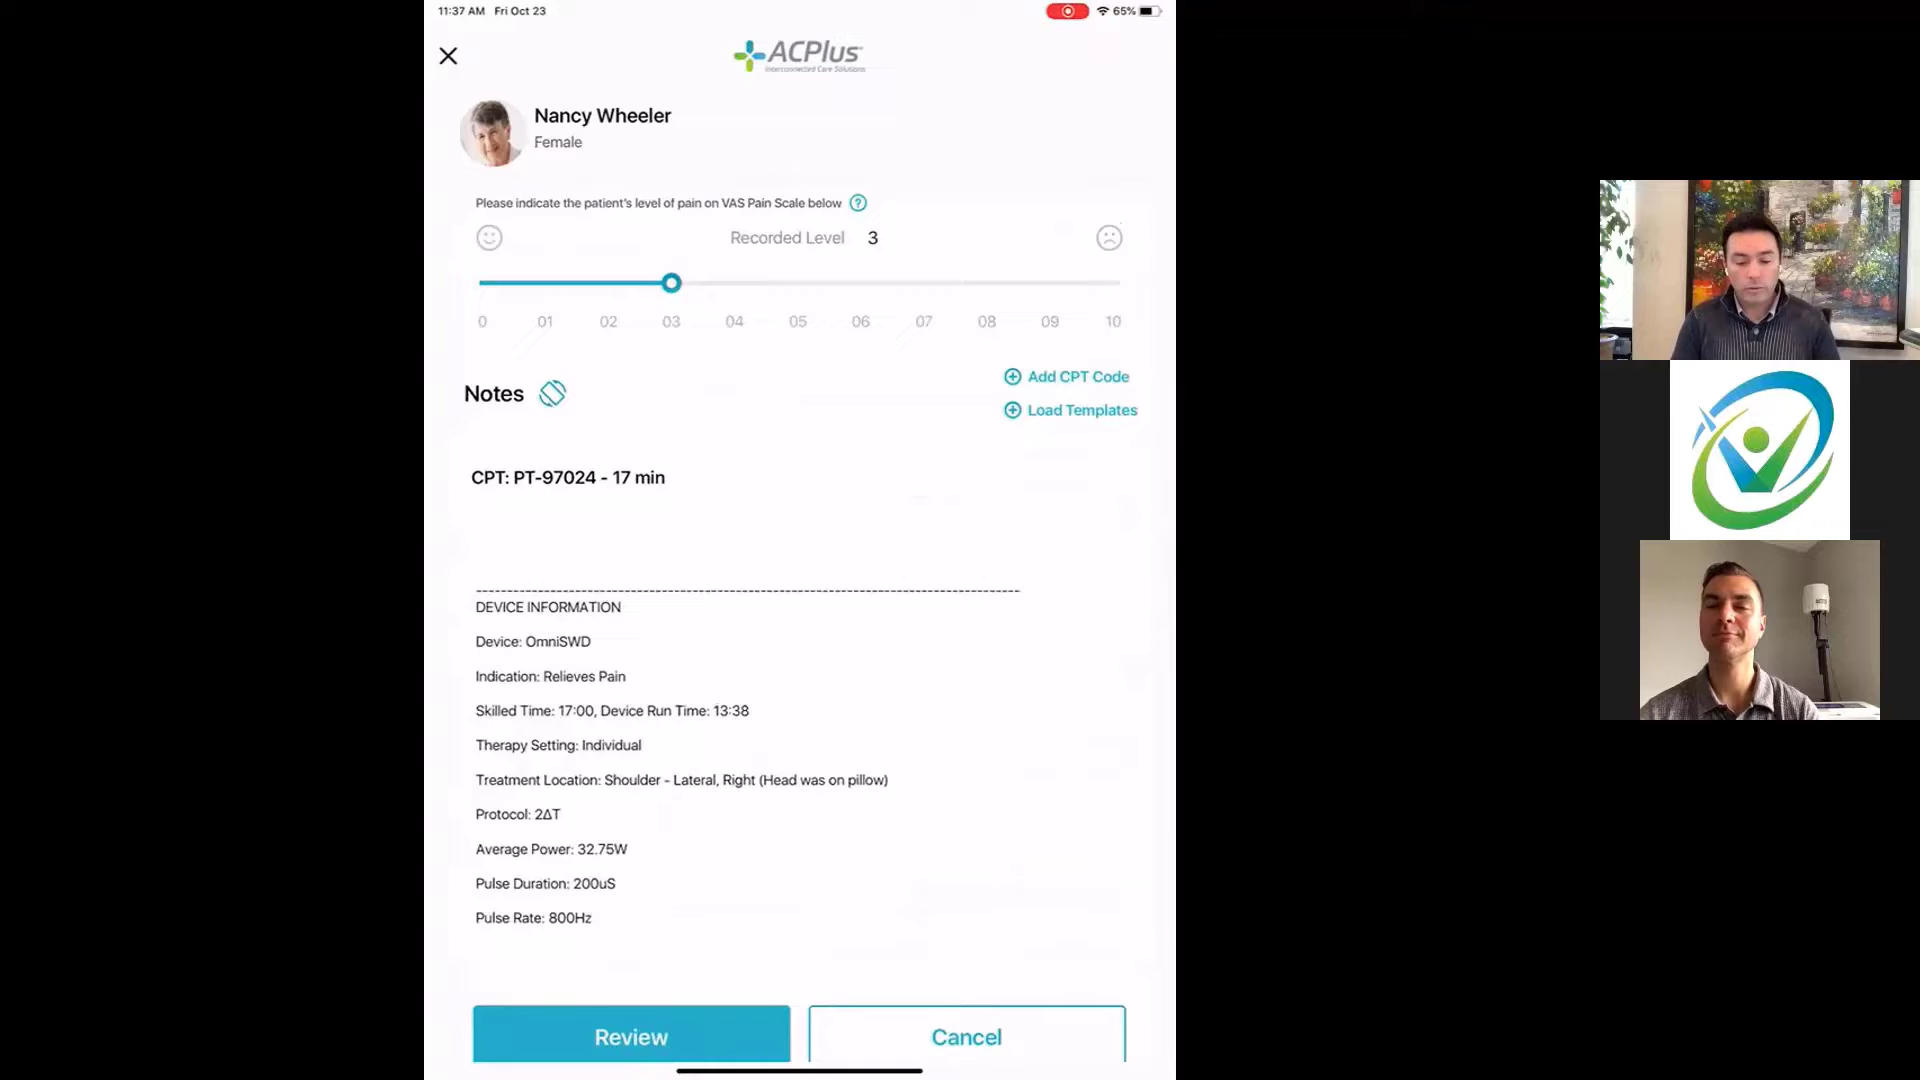 11:37 AM Fri Oct 23
65%
ACPlus
Interconnected Care Solutions
Nancy Wheeler
Female
Please indicate the patient's level of pain on VAS Pain Scale below ?
Recorded Level 3
0 01 02 03 04 05 06 07 08 09 10
Add CPT Code
Notes
Load Templates
CPT: PT-97024 - 17 min
DEVICE INFORMATION
Device: OmniSWD
Indication: Relieves Pain
Skilled Time: 17:00, Device Run Time: 13:38
Therapy Setting: Individual
Treatment Location: Shoulder - Lateral, Right (Head was on pillow)
Protocol: 2ΔT
Average Power: 32.75W
Pulse Duration: 200uS
Pulse Rate: 800Hz
Review Cancel